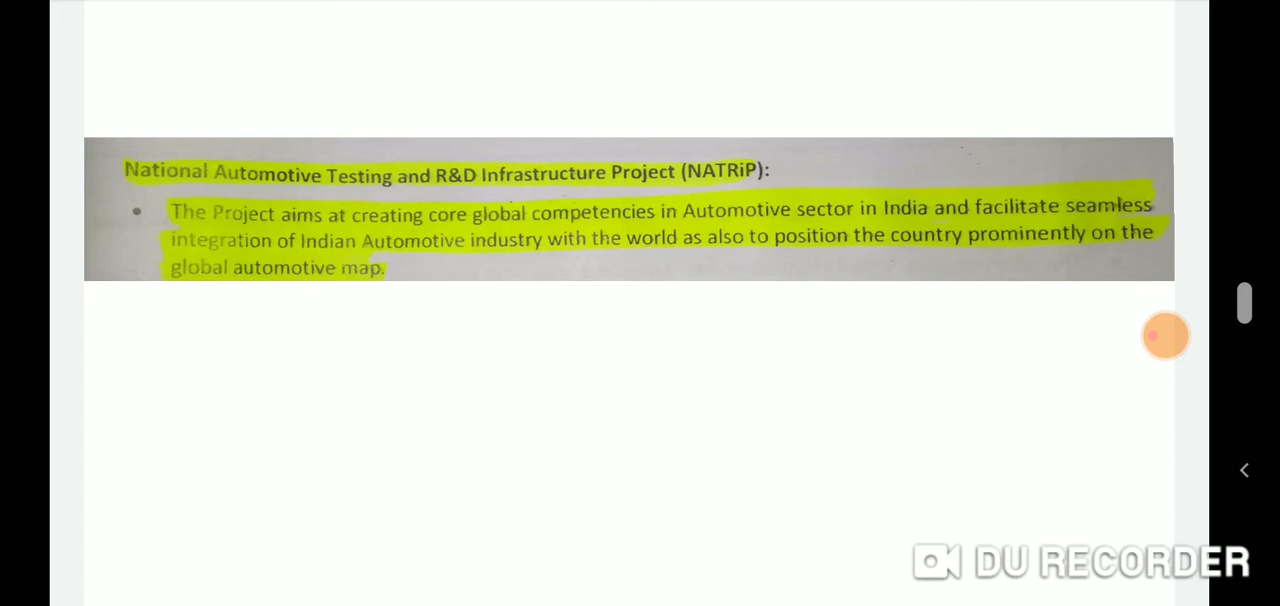 National Automotive Testing and R&D Infrastructure Project (NATRiP):
• The Project aims at creating core global competencies in Automotive sector in India and facilitate seamless
integration of Indian Automotive industry with the world as also to position the country prominently on the
global automotive map.
DU RECORDER